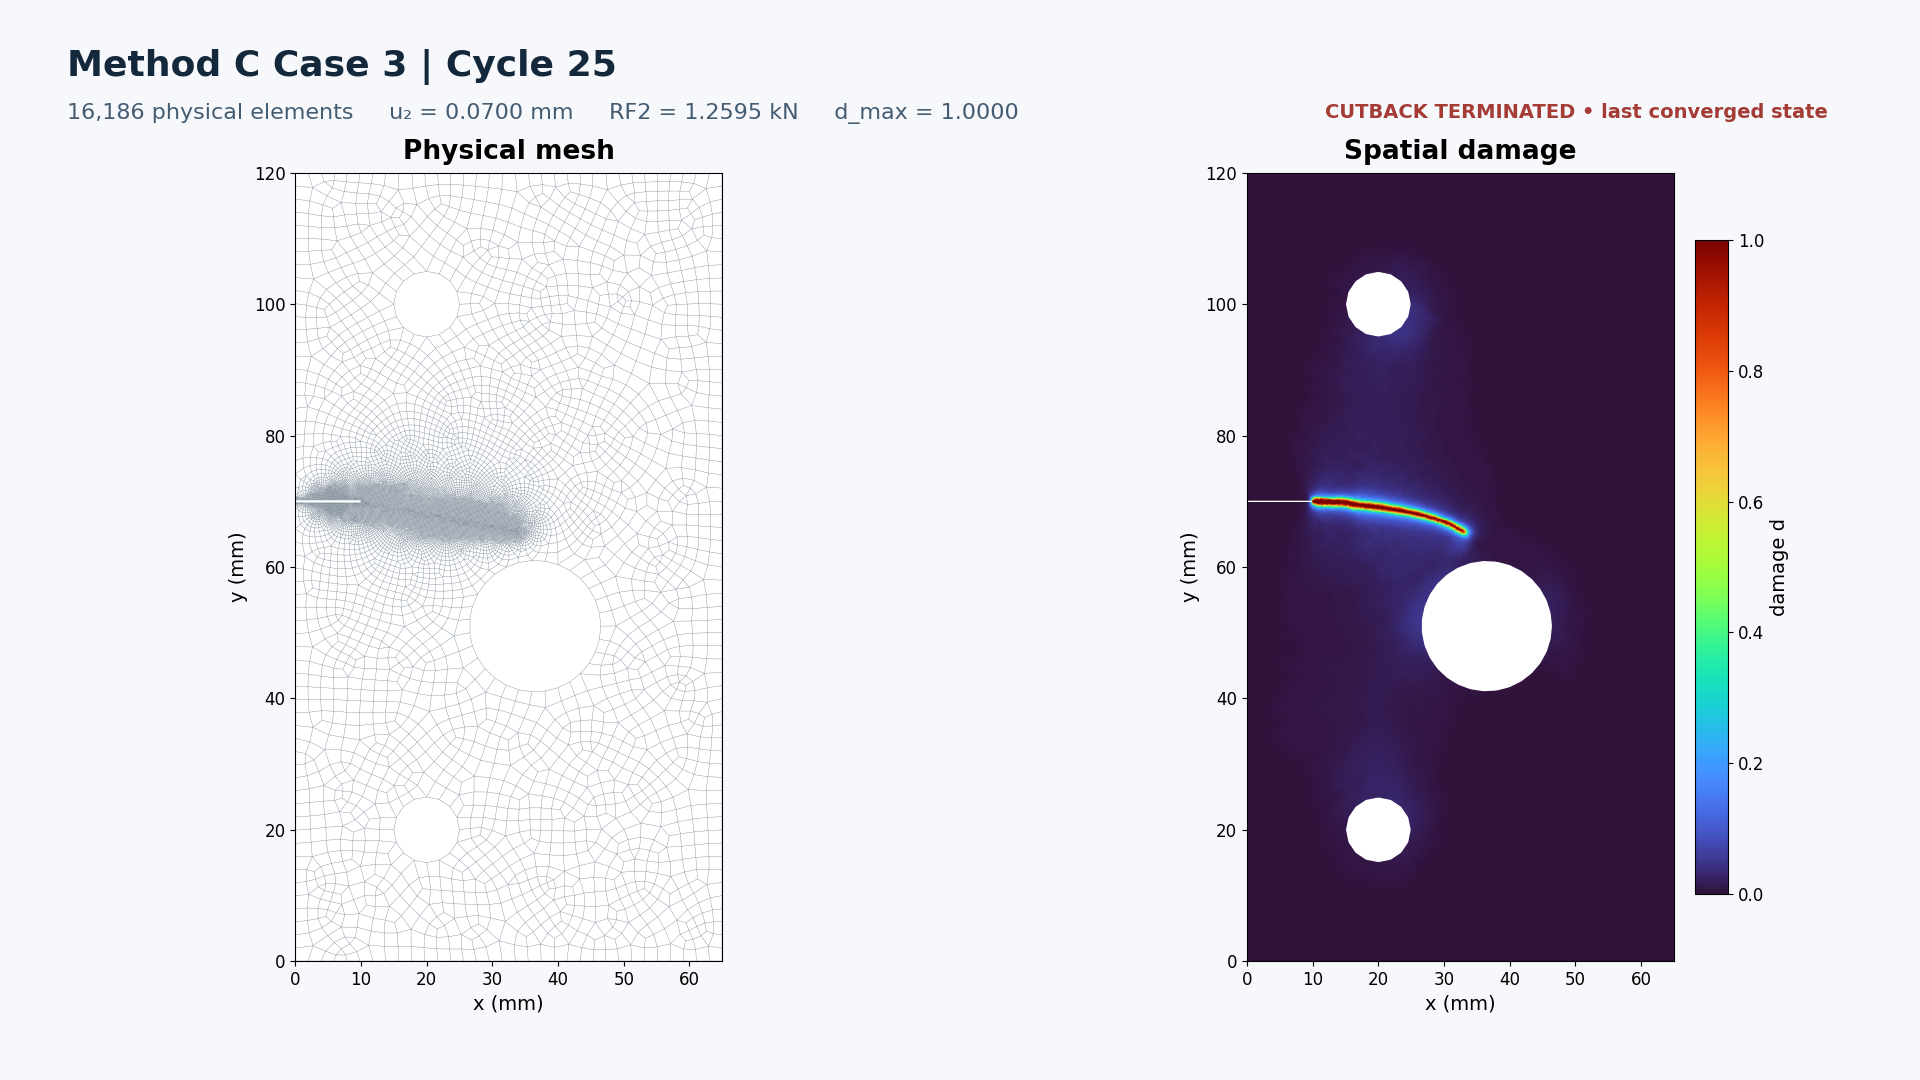 Method C Case 3 | Cycle 25
16,186 physical elements u₂ = 0.0700 mm RF2 = 1.2595 kN d_max = 1.0000
CUTBACK TERMINATED • last converged state
Physical mesh
120
100
80
60
40
20
0
y (mm)
0 10 20 30 40 50 60
x (mm)
Spatial damage
120
100
80
60
40
20
0
y (mm)
0 10 20 30 40 50 60
x (mm)
1.0
0.8
0.6
0.4
0.2
0.0
damage d